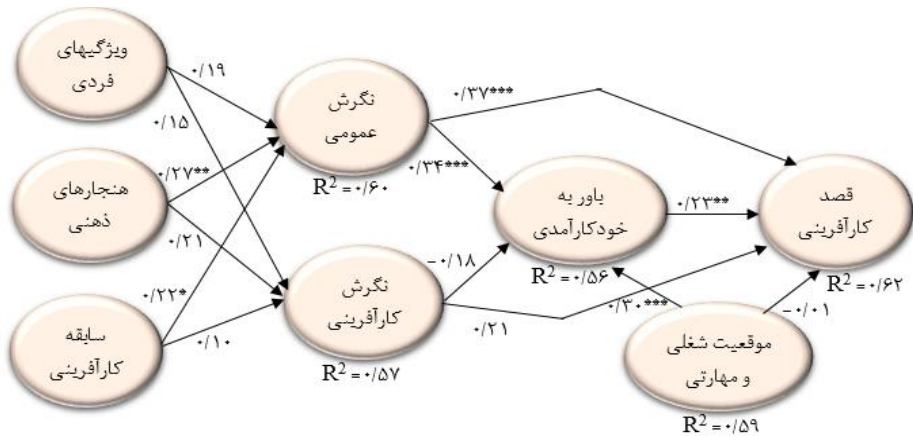 ویژگیهای
فردی
۰/۱۹
۰/۱۵
نگرش
عمومی
R² =۰/۶۰
۰/۳۷***
۰/۳۴***
هنجارهای
ذهنی
۰/۲۷**
۰/۲۱
باور به
خودکارآمدی
R² =۰/۵۶
۰/۲۳**
قصد
کارآفرینی
R² =۰/۶۲
سابقه
کارآفرینی
۰/۲۲*
۰/۱۰
نگرش
کارآفرینی
R² =۰/۵۷
-۰/۱۸
۰/۲۱
۰/۳۰***
-۰/۰۱
موقعیت شغلی
و مهارتی
R² =۰/۵۹